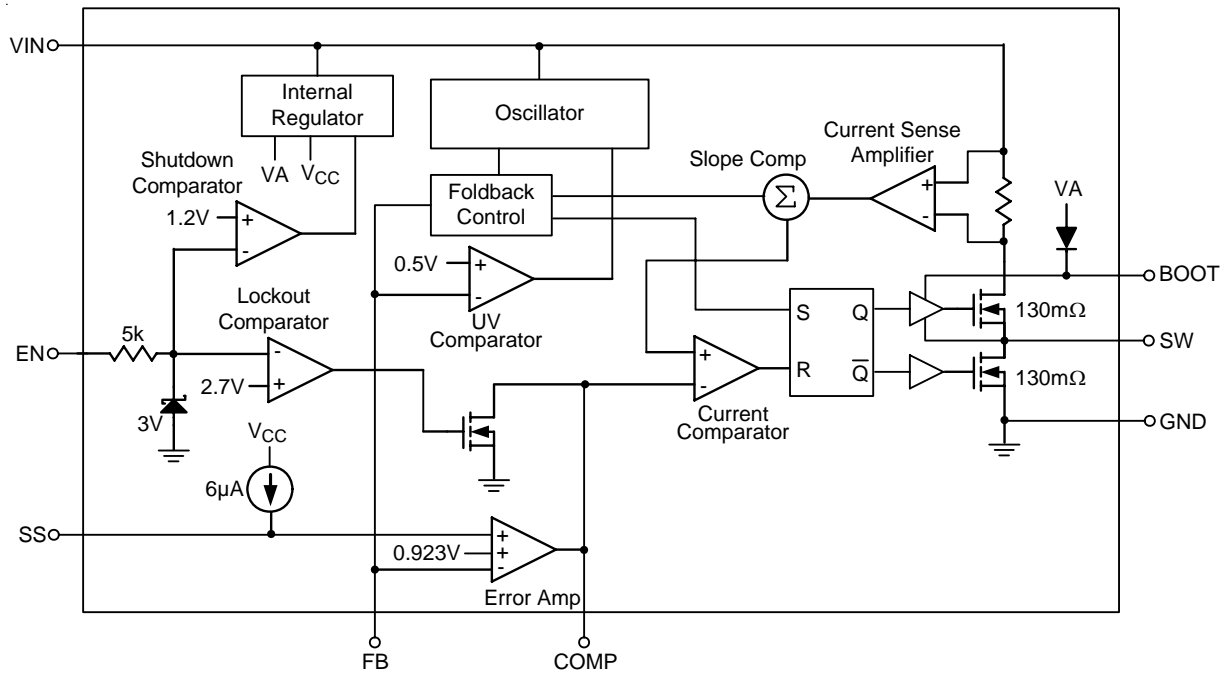 VIN
Internal
Regulator
Oscillator
Current Sense
Amplifier
Shutdown
Comparator
VA
VCC
Slope Comp
Foldback
Control
VA
1.2V
+
-
Σ
+
-
0.5V
+
-
UV
Comparator
BOOT
Lockout
Comparator
S
Q
130mΩ
5k
EN
-
+
2.7V
+
-
R
Q̅
SW
130mΩ
3V
Current
Comparator
GND
VCC
6µA
SS
+
0.923V
+
-
Error Amp
FB
COMP